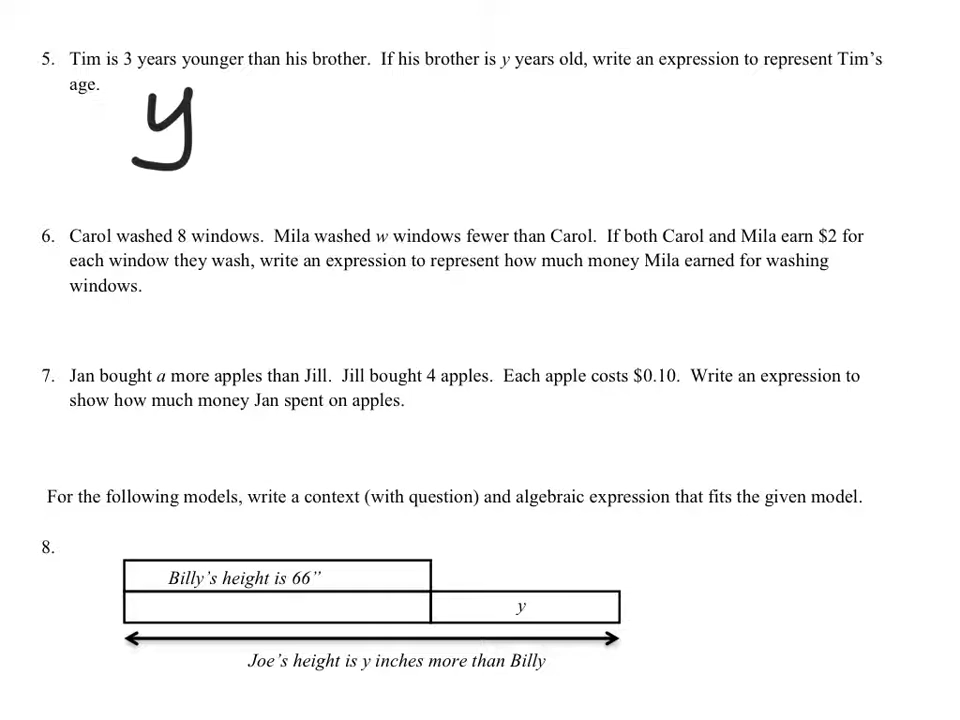 5. Tim is 3 years younger than his brother. If his brother is y years old, write an expression to represent Tim’s
age.
y
6. Carol washed 8 windows. Mila washed w windows fewer than Carol. If both Carol and Mila earn $2 for
each window they wash, write an expression to represent how much money Mila earned for washing
windows.
7. Jan bought a more apples than Jill. Jill bought 4 apples. Each apple costs $0.10. Write an expression to
show how much money Jan spent on apples.
For the following models, write a context (with question) and algebraic expression that fits the given model.
8.
Billy’s height is 66”
y
Joe’s height is y inches more than Billy